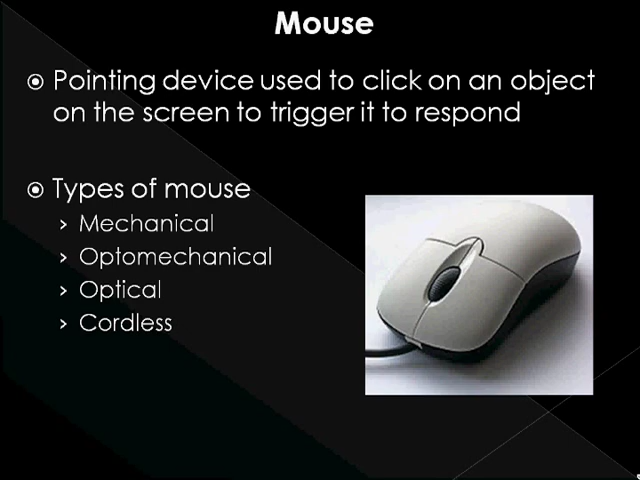 Mouse
Pointing device used to click on an object
on the screen to trigger it to respond
Types of mouse
Mechanical
Optomechanical
Optical
Cordless